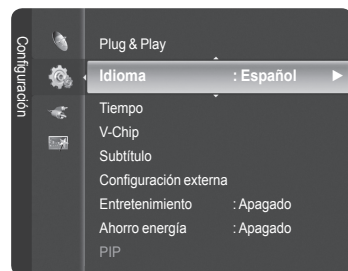 Configuración
Plug & Play
Idioma : Español
Tiempo
V-Chip
Subtítulo
Configuración externa
Entretenimiento : Apagado
Ahorro energía : Apagado
PIP